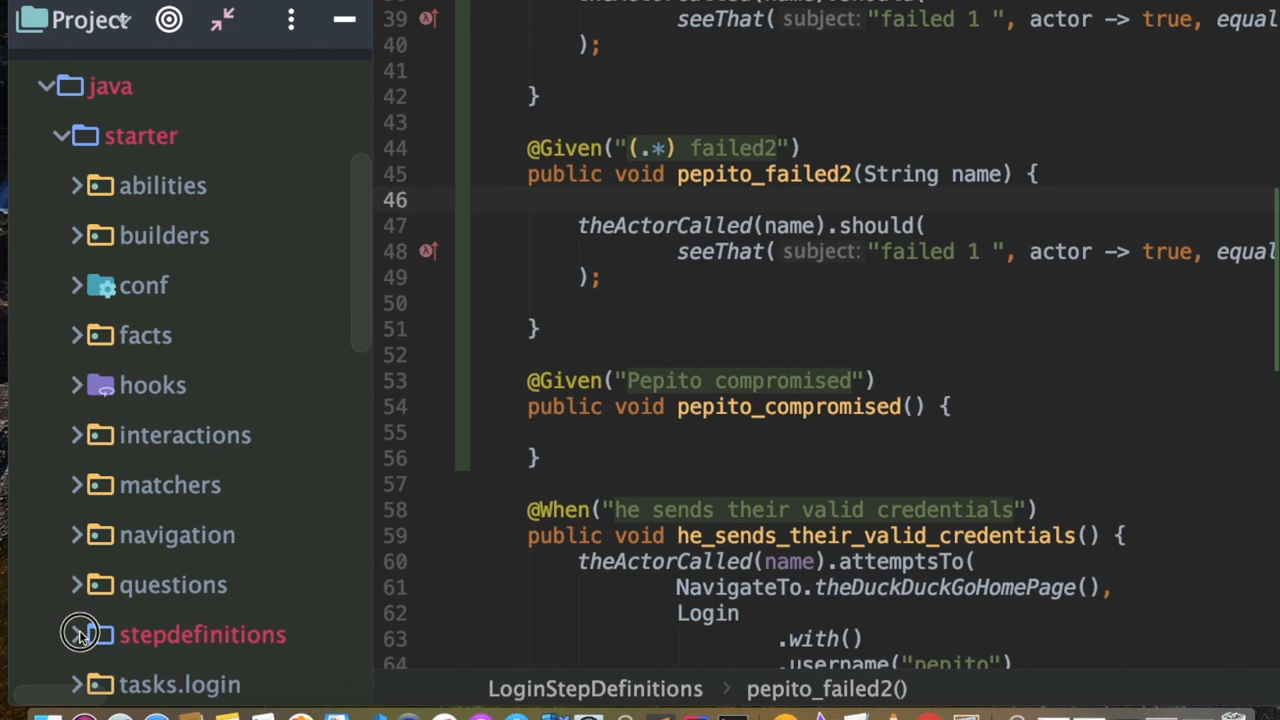 Project
java
starter
abilities
builders
conf
facts
hooks
interactions
matchers
navigation
questions
stepdefinitions
tasks.login
39 seeThat( subject: "failed 1 ", actor -> true, equal
40 );
41
42 }
43
44 @Given("(.*) failed2")
45 public void pepito_failed2(String name) {
46
47 theActorCalled(name).should(
48 seeThat( subject: "failed 1 ", actor -> true, equal
49 );
50
51 }
52
53 @Given("Pepito compromised")
54 public void pepito_compromised() {
55
56 }
57
58 @When("he sends their valid credentials")
59 public void he_sends_their_valid_credentials() {
60 theActorCalled(name).attemptsTo(
61 NavigateTo.theDuckDuckGoHomePage(),
62 Login
63 .with()
64 .username("pepito")
LoginStepDefinitions > pepito_failed2()